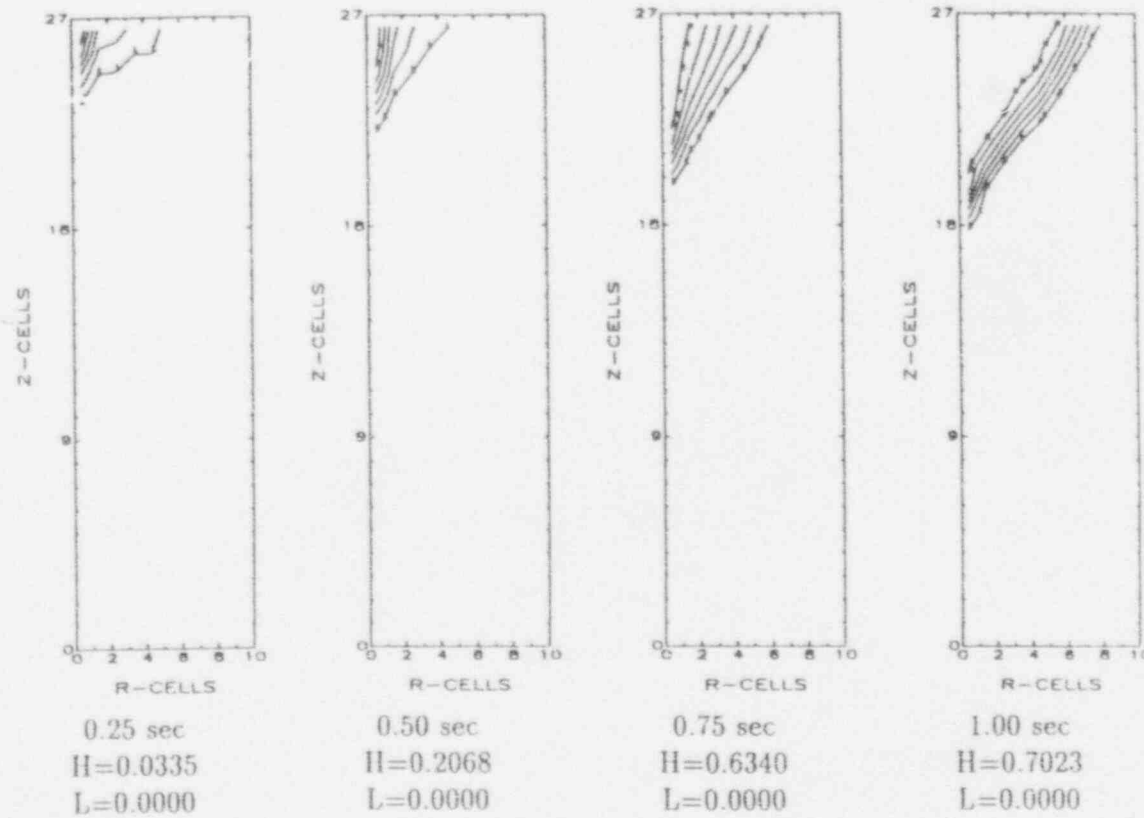 27
18
9
0
Z-CELLS
0 2 4 6 8 10
R-CELLS
0.25 sec
H=0.0335
L=0.0000
27
18
9
0
Z-CELLS
0 2 4 6 8 10
R-CELLS
0.50 sec
H=0.2068
L=0.0000
27
18
9
0
Z-CELLS
0 2 4 6 8 10
R-CELLS
0.75 sec
H=0.6340
L=0.0000
27
18
9
0
Z-CELLS
0 2 4 6 8 10
R-CELLS
1.00 sec
H=0.7023
L=0.0000